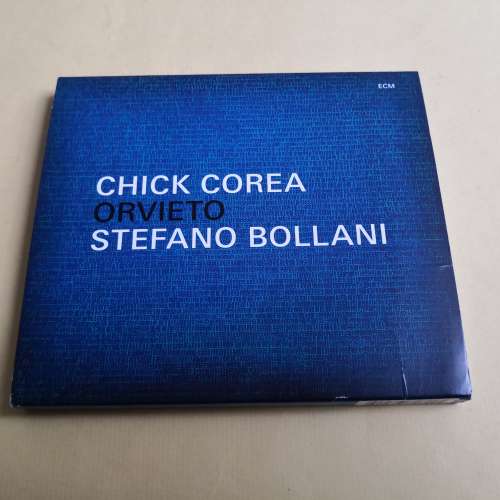 ECM
CHICK COREA
ORVIETO
STEFANO BOLLANI